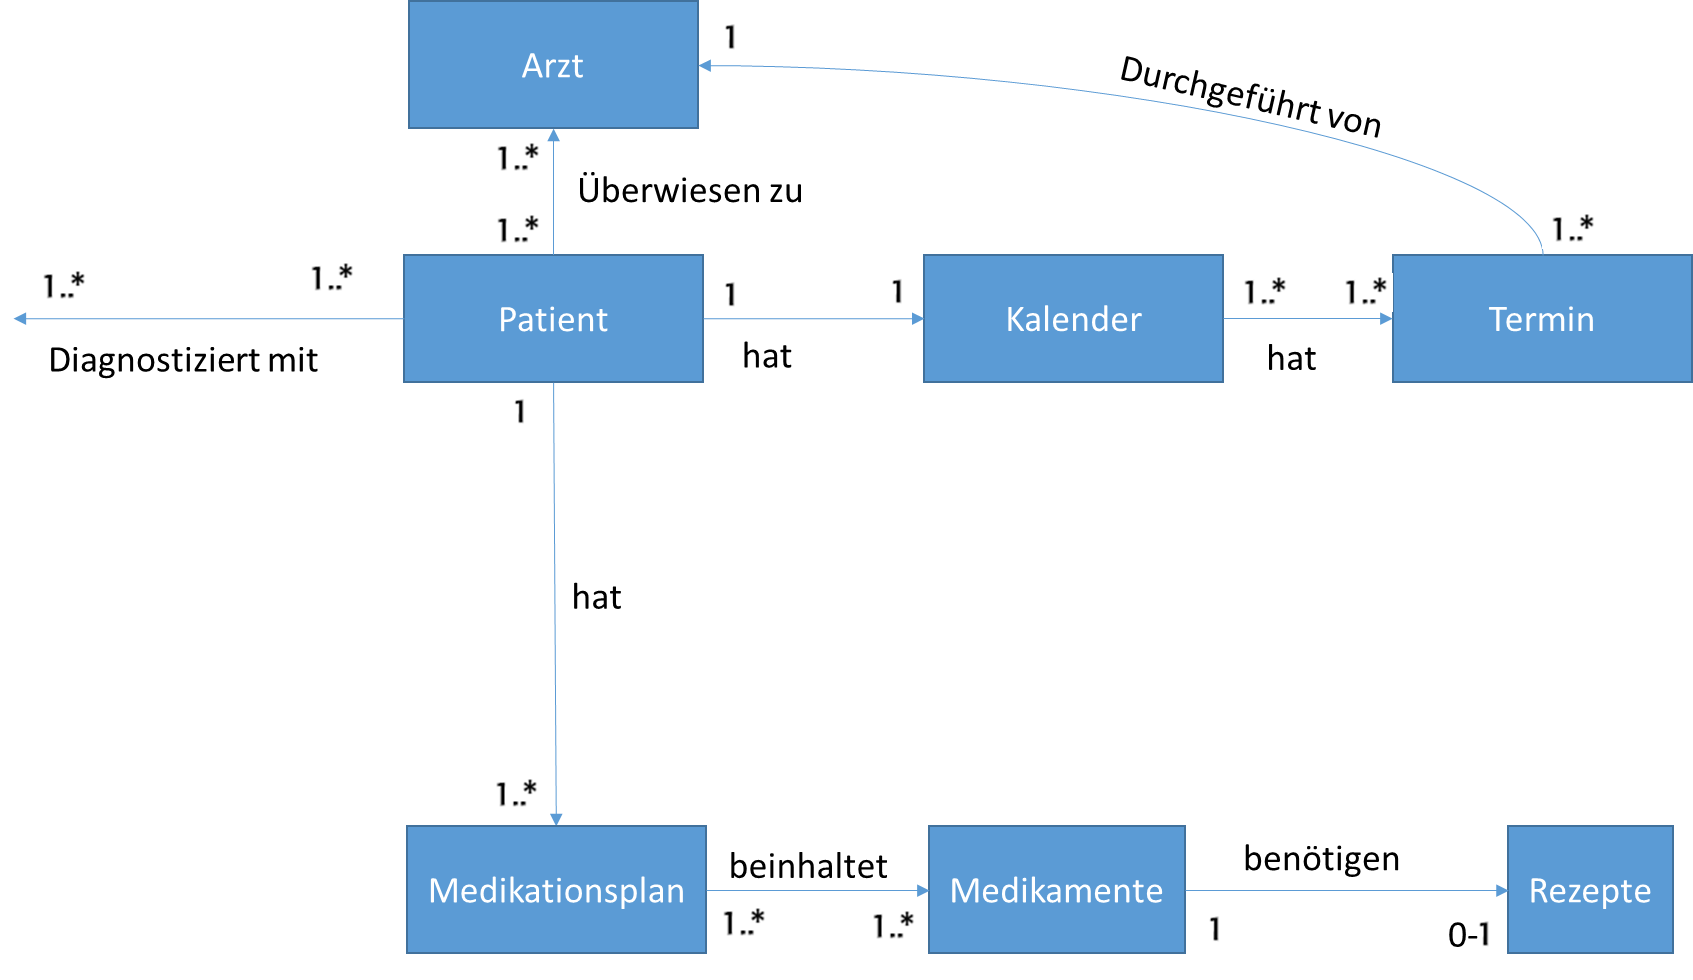 Arzt
1
Durchgeführt von
1..*
Überwiesen zu
1..*
1..*
1..*
1..*
Diagnostiziert mit
Patient
1
1
hat
Kalender
1..*
1..*
hat
Termin
1
hat
1..*
Medikationsplan
beinhaltet
1..*
1..*
Medikamente
benötigen
1
0-1
Rezepte